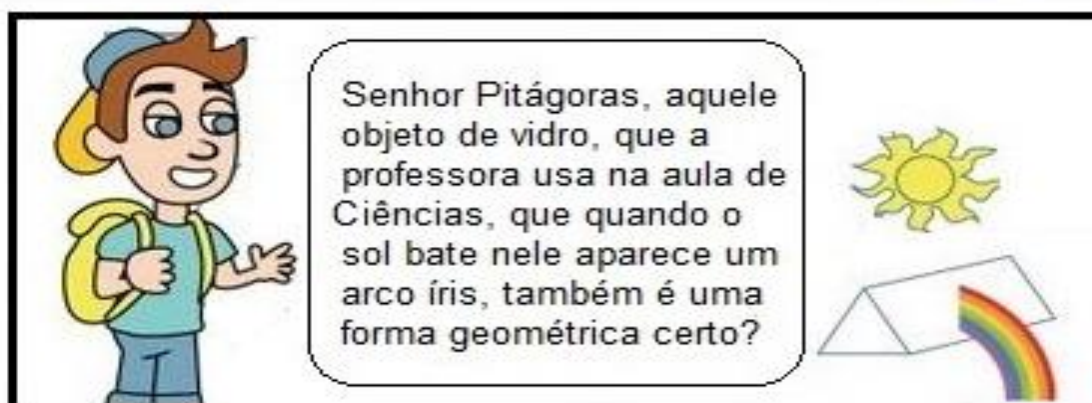 Senhor Pitágoras, aquele
objeto de vidro, que a
professora usa na aula de
Ciências, que quando o
sol bate nele aparece um
arco íris, também é uma
forma geométrica certo?